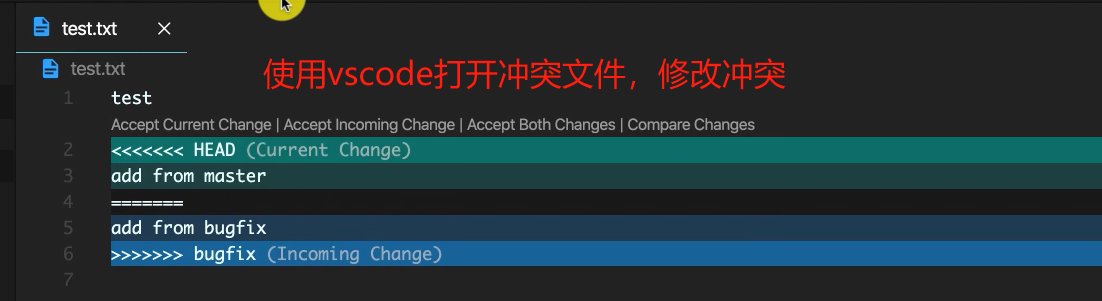 test.txt
test.txt
使用vscode打开冲突文件，修改冲突
1 test
Accept Current Change | Accept Incoming Change | Accept Both Changes | Compare Changes
2 <<<<<<< HEAD (Current Change)
3 add from master
4 =======
5 add from bugfix
6 >>>>>>> bugfix (Incoming Change)
7